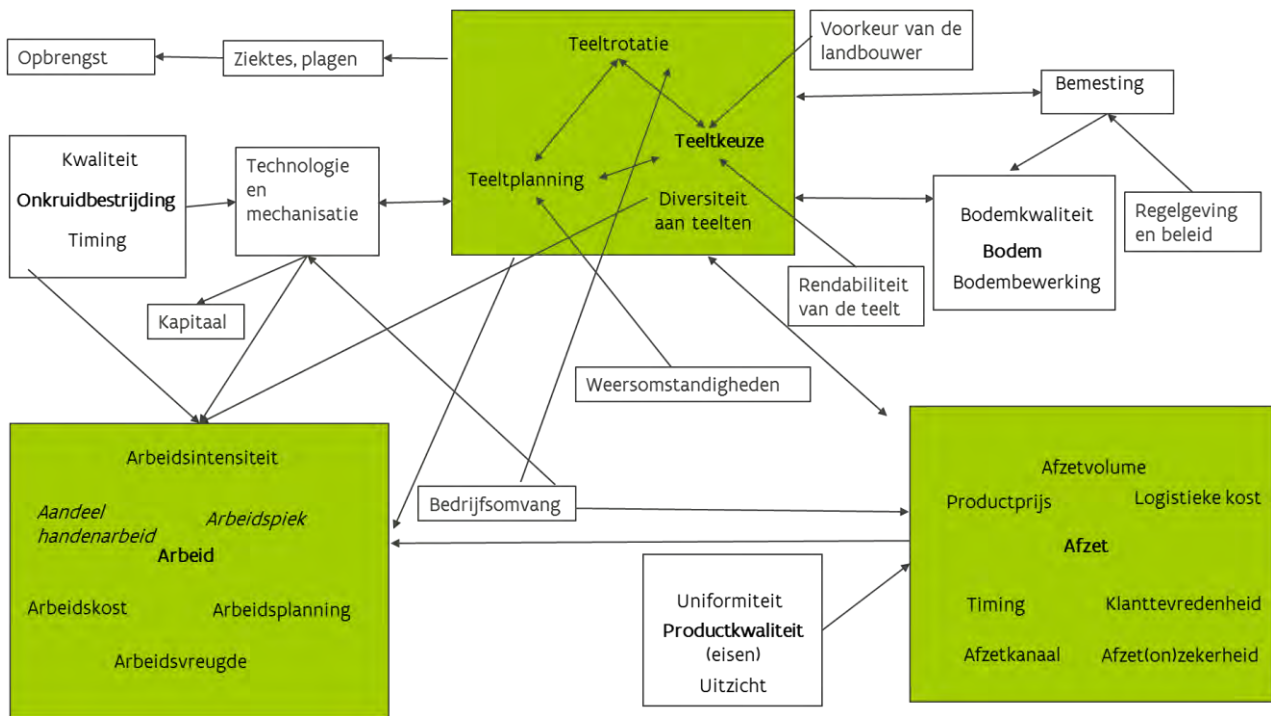 Opbrengst
Ziektes, plagen
Teeltrotatie
Teeltkeuze
Teeltplanning
Diversiteit
aan teelten
Voorkeur van de
landbouwer
Bemesting
Kwaliteit
Onkruidbestrijding
Timing
Technologie
en
mechanisatie
Kapitaal
Bodemkwaliteit
Bodem
Bodembewerking
Regelgeving
en beleid
Rendabiliteit
van de teelt
Weersomstandigheden
Bedrijfsomvang
Arbeidsintensiteit
Aandeel
handenarbeid
Arbeidspiek
Arbeid
Arbeidskost
Arbeidsplanning
Arbeidsvreugde
Uniformiteit
Productkwaliteit
(eisen)
Uitzicht
Afzetvolume
Productprijs
Logistieke kost
Afzet
Timing
Klanttevredenheid
Afzetkanaal
Afzet(on)zekerheid